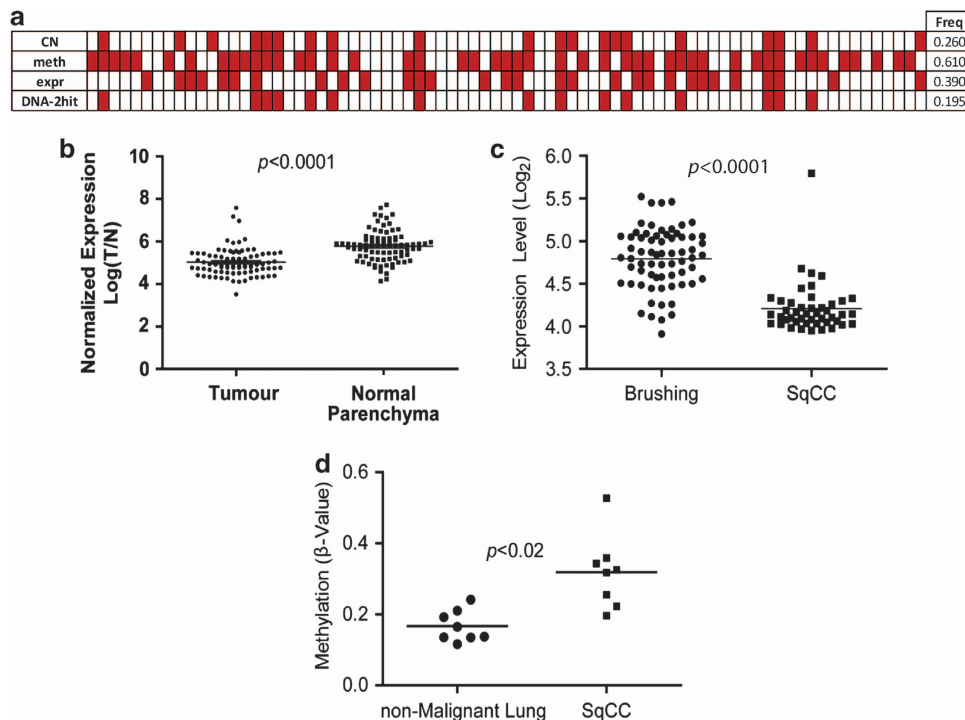 a
Freq
CN 0.260
meth 0.610
expr 0.390
DNA-2hit 0.195
b
Normalized Expression
Log(T/N)
10
8
6
4
2
0
p<0.0001
Tumour
Normal
Parenchyma
c
Expression Level (Log2)
6.0
5.5
5.0
4.5
4.0
3.5
p<0.0001
Brushing
SqCC
d
Methylation (β-Value)
0.6
0.4
0.2
0.0
p<0.02
non-Malignant Lung
SqCC